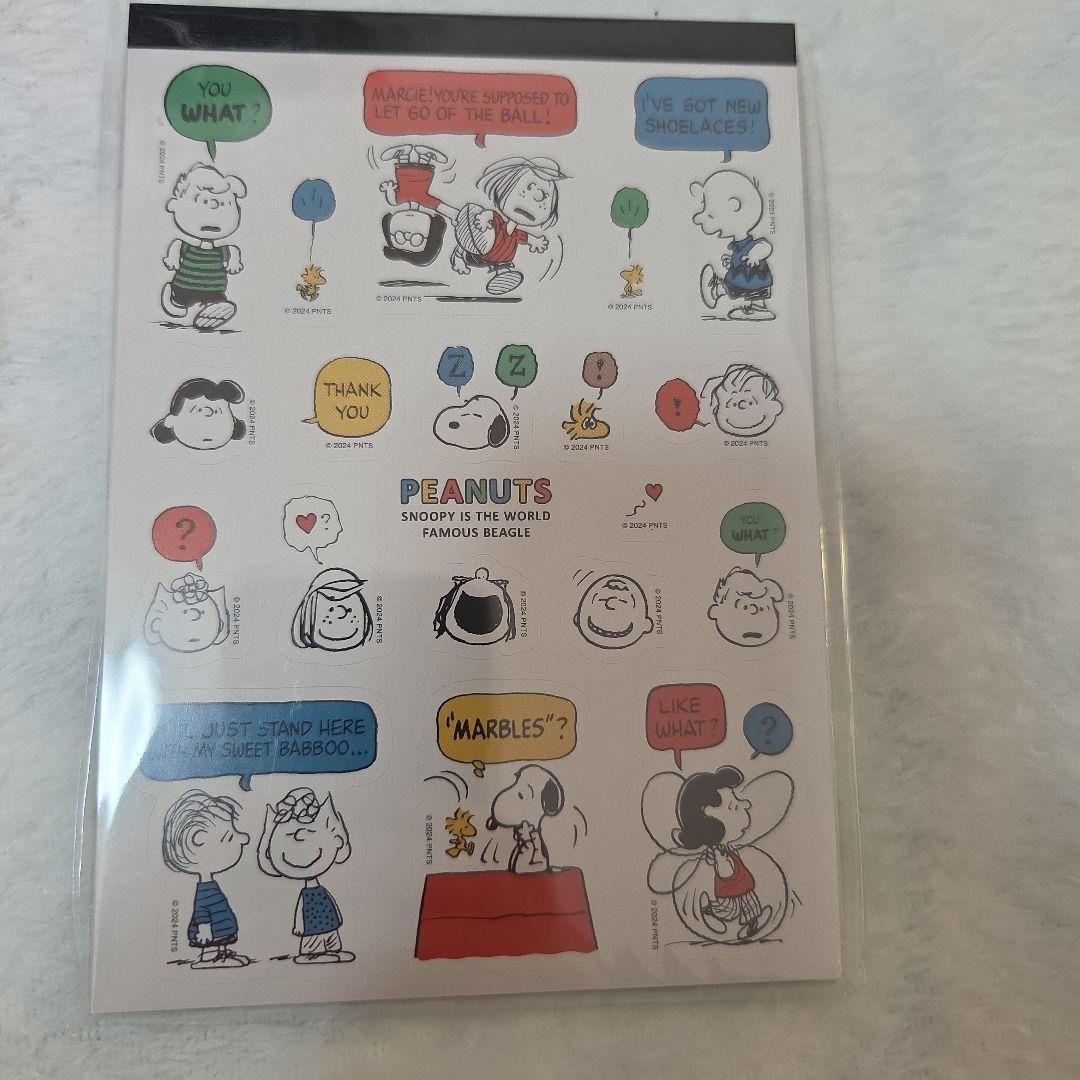 YOU
WHAT?
MARCIE! YOU'RE SUPPOSED TO
LET GO OF THE BALL!
I'VE GOT NEW
SHOELACES!
© 2024 PNTS
© 2024 PNTS
© 2024 PNTS
© 2024 PNTS
© 2024 PNTS
THANK
YOU
Z
Z
!
!
© 2024 PNTS
© 2024 PNTS
© 2024 PNTS
© 2024 PNTS
© 2024 PNTS
PEANUTS
SNOOPY IS THE WORLD
FAMOUS BEAGLE
© 2024 PNTS
?
?
YOU
WHAT?
© 2024 PNTS
© 2024 PNTS
© 2024 PNTS
© 2024 PNTS
© 2024 PNTS
JUST STAND HERE
MY SWEET BABBOO...
"MARBLES"?
LIKE
WHAT?
?
© 2024 PNTS
© 2024 PNTS
© 2024 PNTS